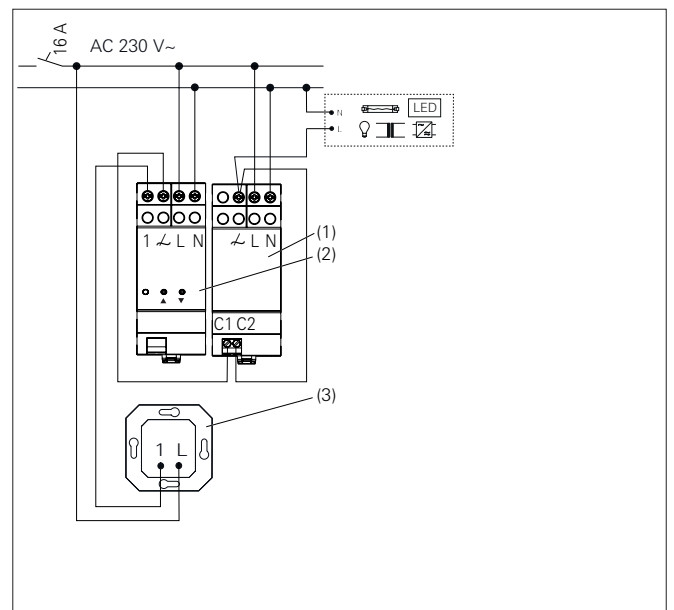 16 A
AC 230 V~
N
LED
L
1 L N
L N
(1)
(2)
C1 C2
(3)
1 L